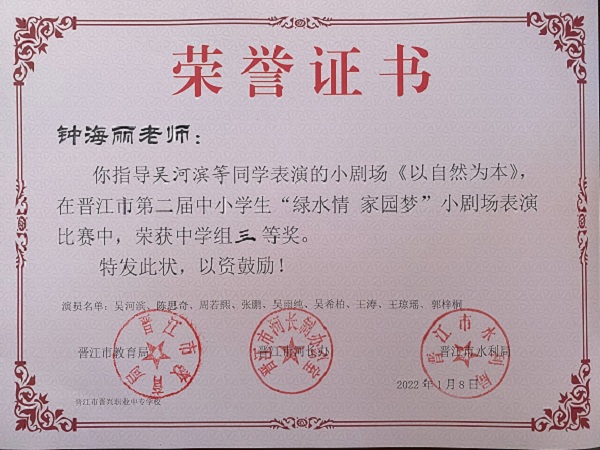 荣誉证书
钟海丽老师：
你指导吴河滨等同学表演的小剧场《以自然为本》，
在晋江市第二届中小学生“绿水情 家园梦”小剧场表演
比赛中，荣获中学组三等奖。
特发此状，以资鼓励！
演员名单：吴河滨、陈思奇、周若熙、张鹏、吴雨纯、吴希柏、王涛、王琼瑶、郭梓桐
晋江市教育局 晋江市河长办 晋江市水利局
2022年1月8日
晋江市晋兴职业中专学校